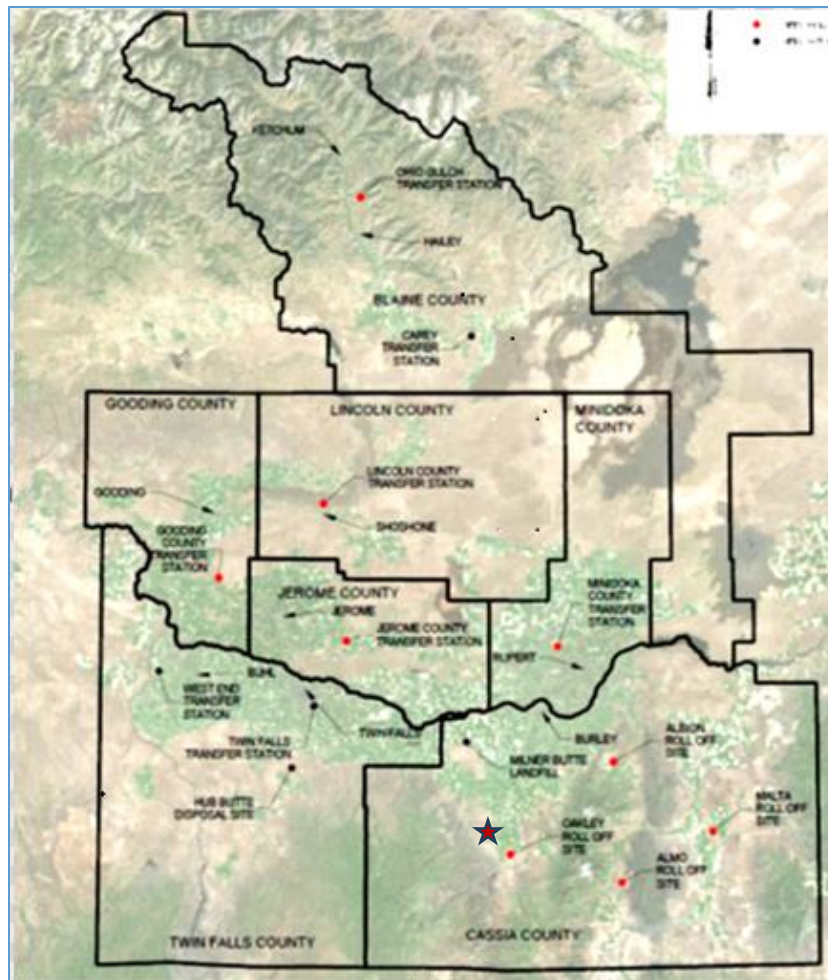 KETCHUM
OHIO GULCH
TRANSFER STATION
HAILEY
BLAINE COUNTY
CAREY
TRANSFER
STATION
GOODING COUNTY
LINCOLN COUNTY
MINIDOKA
COUNTY
LINCOLN COUNTY
TRANSFER STATION
GOODING
SHOSHONE
GOODING
COUNTY
TRANSFER
STATION
JEROME COUNTY
JEROME
JEROME COUNTY
TRANSFER STATION
MINIDOKA
COUNTY
TRANSFER
STATION
RUPERT
BUHL
WEST END
TRANSFER
STATION
TWIN FALLS
TWIN FALLS
TRANSFER STATION
BURLEY
MILNER BUTTE
LANDFILL
ALBION
ROLL OFF
SITE
HUB BUTTE
DISPOSAL SITE
MALTA
ROLL OFF
SITE
OAKLEY
ROLL OFF
SITE
ALMO
ROLL OFF
SITE
TWIN FALLS COUNTY
CASSIA COUNTY